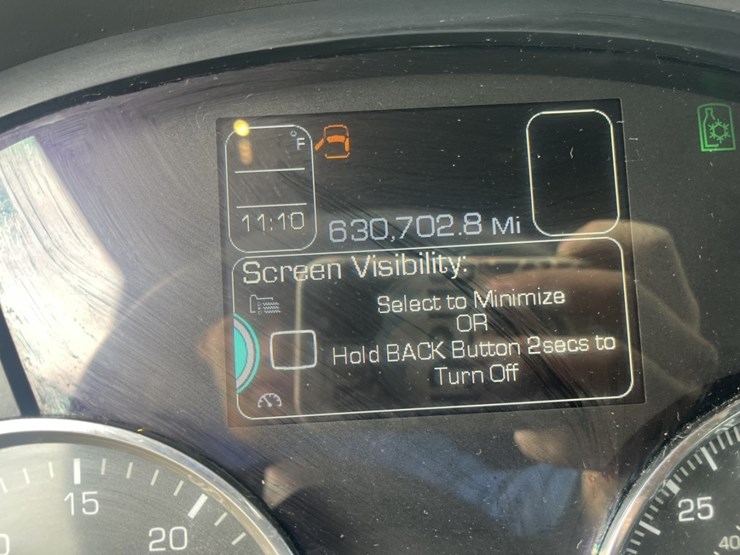 °F
11:10
630,702.8 Mi
Screen Visibility:
Select to Minimize
OR
Hold BACK Button 2secs to
Turn Off
15
20
25
40